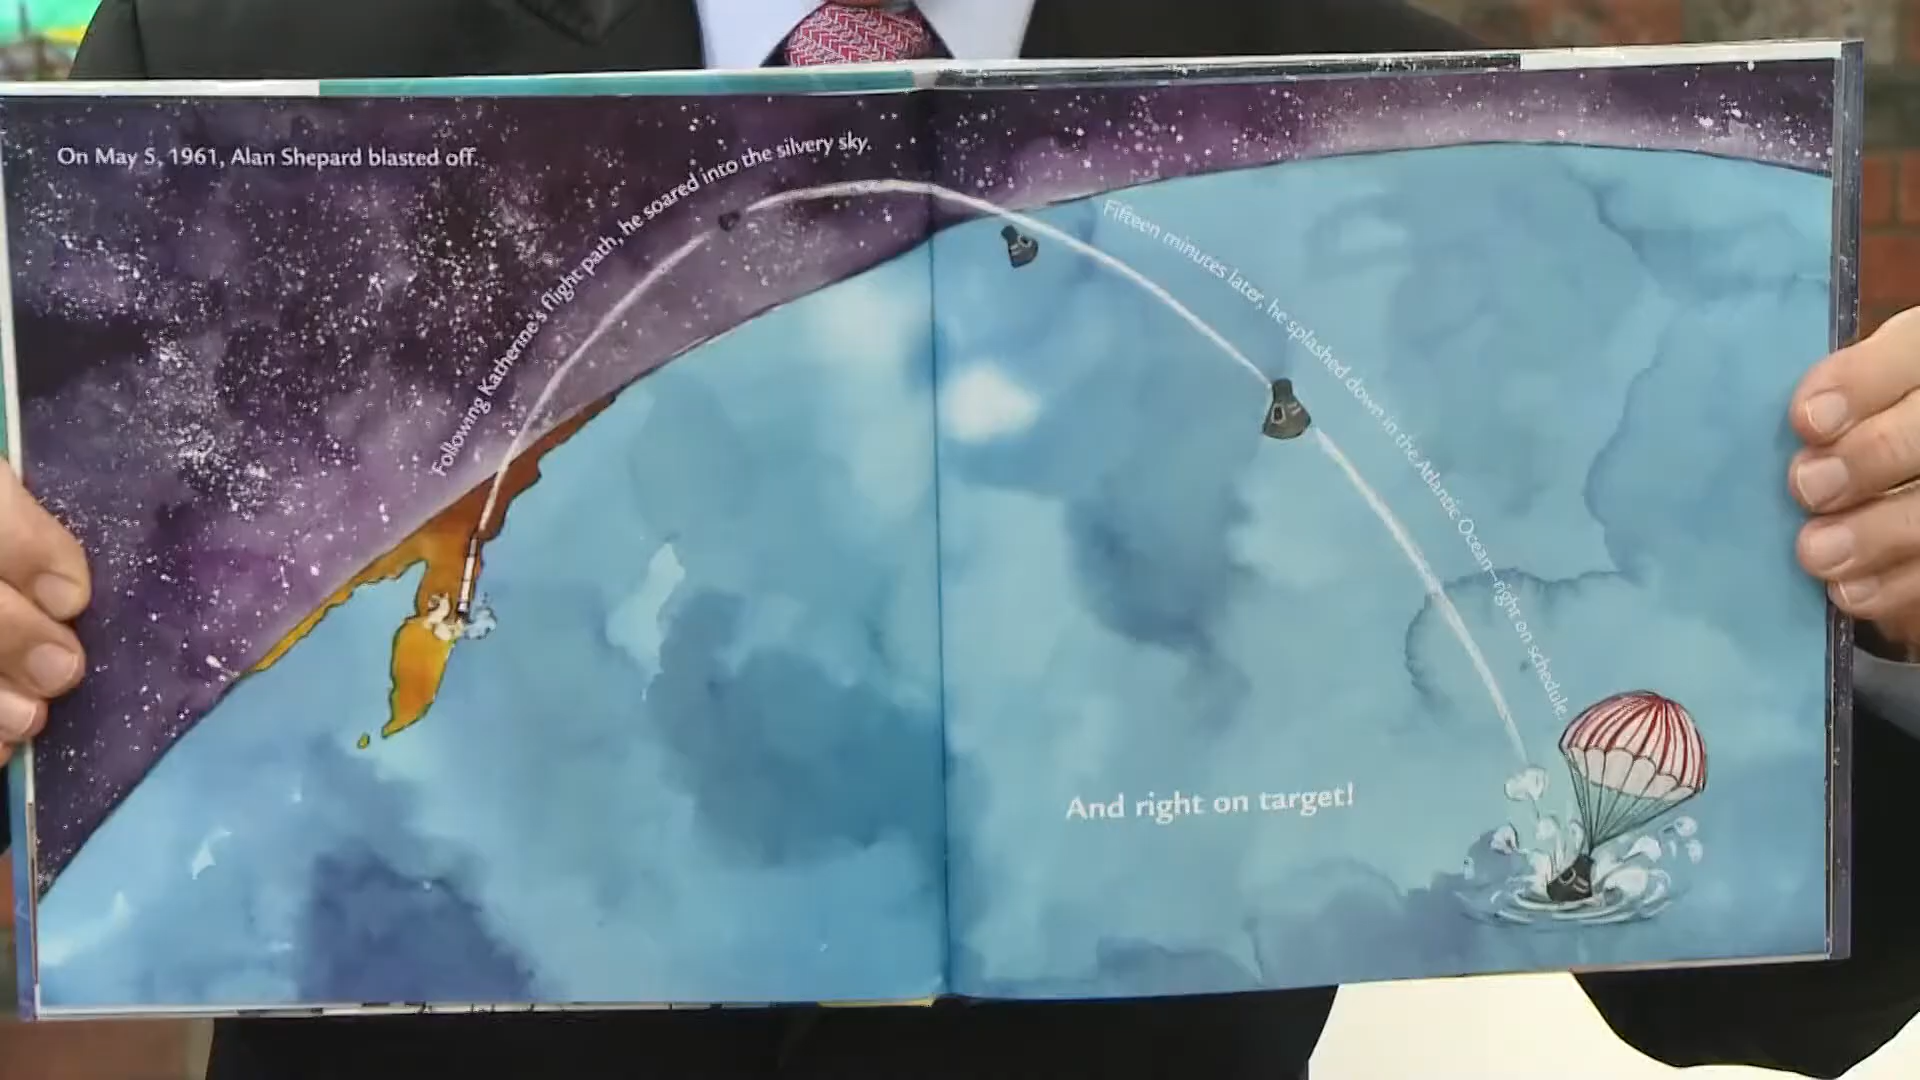 On May 5, 1961, Alan Shepard blasted off.
Following Katherine's flight path, he soared into the silvery sky.
Fifteen minutes later, he splashed down in the Atlantic Ocean—right on schedule.
And right on target!